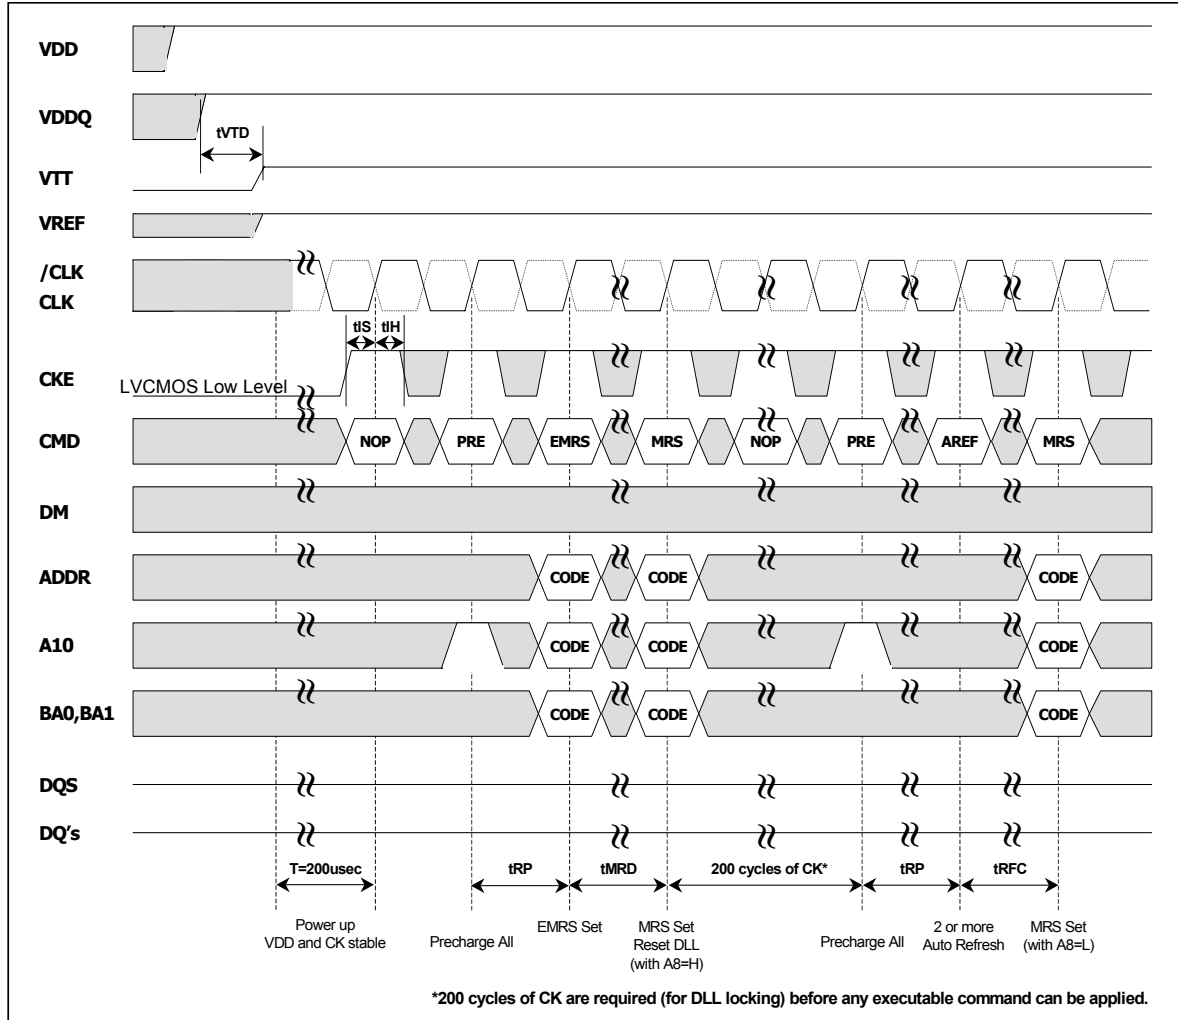 VDD
VDDQ
tVTD
VTT
VREF
/CLK
CLK
tIS tIH
CKE
LVCMOS Low Level
CMD NOP PRE EMRS MRS NOP PRE AREF MRS
DM
ADDR CODE CODE CODE
A10 CODE CODE CODE
BA0,BA1 CODE CODE CODE
DQS
DQ's
T=200usec tRP tMRD 200 cycles of CK* tRP tRFC
Power up
VDD and CK stable
Precharge All
EMRS Set
MRS Set
Reset DLL
(with A8=H)
Precharge All
2 or more
Auto Refresh
MRS Set
(with A8=L)
*200 cycles of CK are required (for DLL locking) before any executable command can be applied.